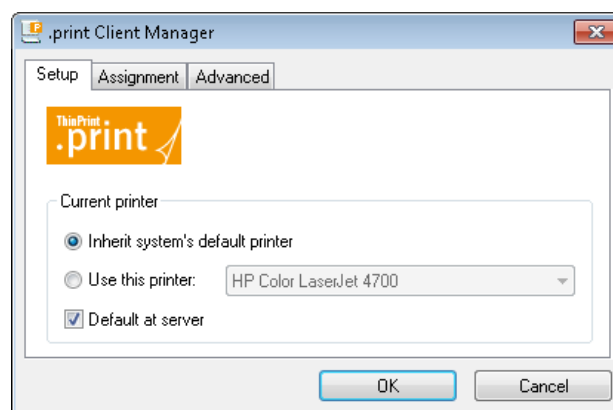 .print Client Manager
Setup Assignment Advanced
ThinPrint
.print
Current printer
Inherit system's default printer
Use this printer: HP Color LaserJet 4700
Default at server
OK Cancel